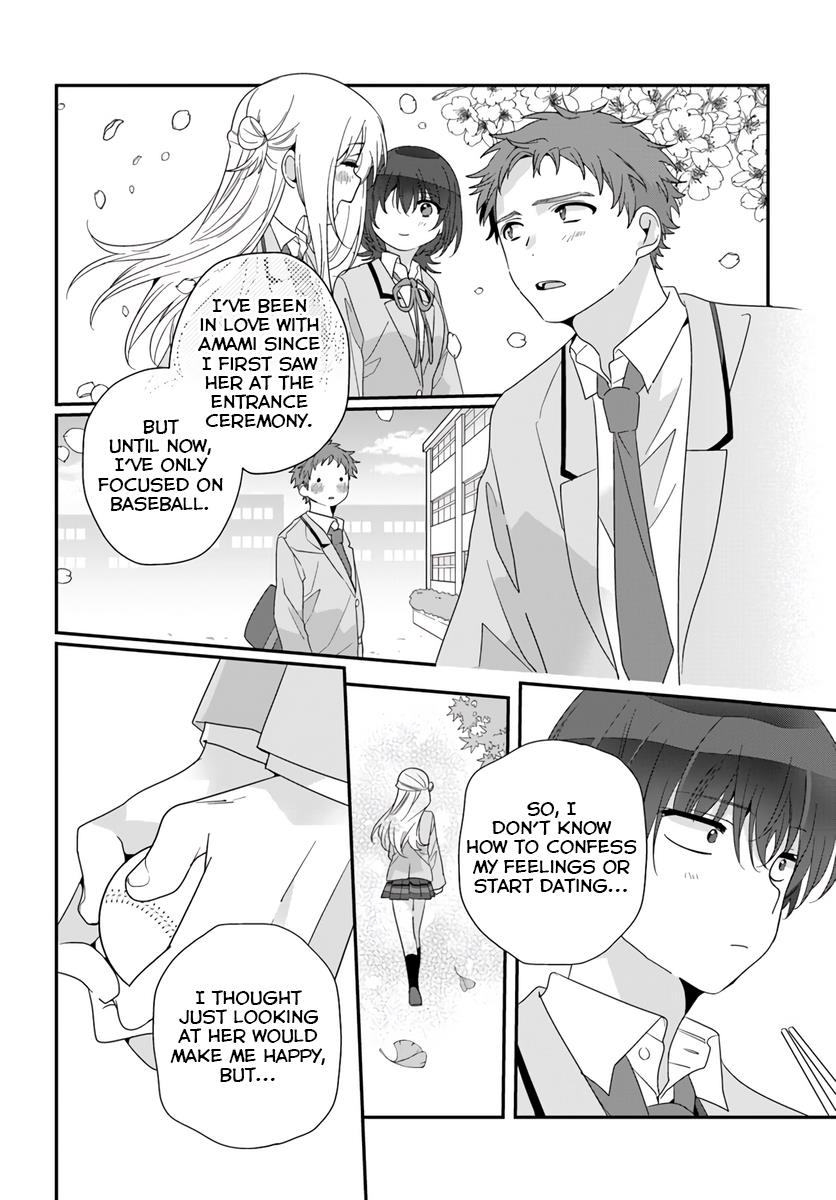 I'VE BEEN
IN LOVE WITH
AMAMI SINCE
I FIRST SAW
HER AT THE
ENTRANCE
CEREMONY.
BUT
UNTIL NOW,
I'VE ONLY
FOCUSED ON
BASEBALL.
SO, I
DON'T KNOW
HOW TO CONFESS
MY FEELINGS OR
START DATING...
I THOUGHT
JUST LOOKING
AT HER WOULD
MAKE ME HAPPY,
BUT...